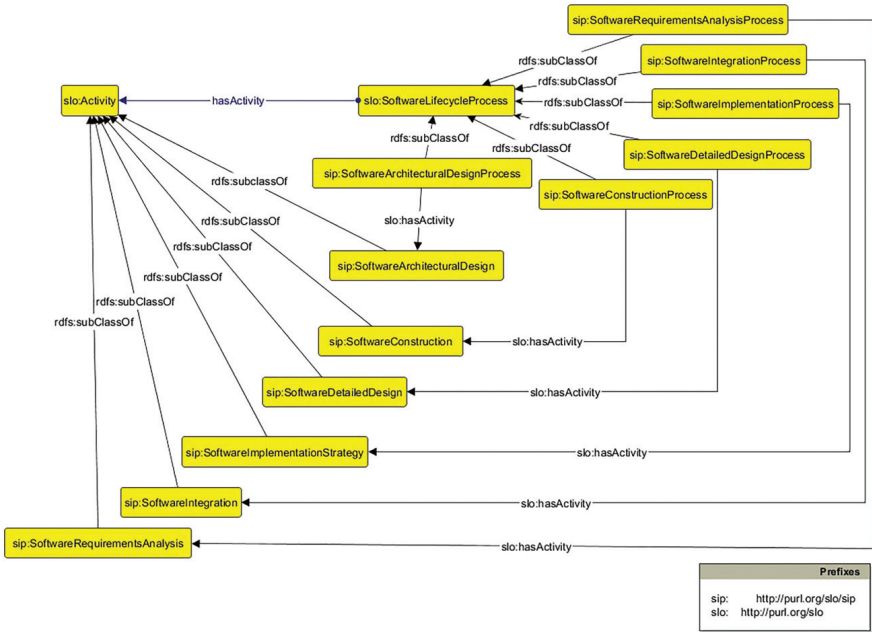 sip:SoftwareRequirementsAnalysisProcess
rdfs:subClassOf
sip:SoftwareIntegrationProcess
rdfs:subClassOf
slo:Activity
hasActivity
slo:SoftwareLifecycleProcess
rdfs:subClassOf
sip:SoftwareImplementationProcess
rdfs:subClassOf
rdfs:subClassOf
rdfs:subClassOf
sip:SoftwareDetailedDesignProcess
sip:SoftwareArchitecturalDesignProcess
rdfs:subclassOf
sip:SoftwareConstructionProcess
rdfs:subClassOf
slo:hasActivity
rdfs:subClassOf
sip:SoftwareArchitecturalDesign
rdfs:subClassOf
rdfs:subClassOf
rdfs:subClassOf
sip:SoftwareConstruction
slo:hasActivity
sip:SoftwareDetailedDesign
slo:hasActivity
sip:SoftwareImplementationStrategy
slo:hasActivity
sip:SoftwareIntegration
slo:hasActivity
sip:SoftwareRequirementsAnalysis
slo:hasActivity
Prefixes
sip: http://purl.org/slo/sip
slo: http://purl.org/slo